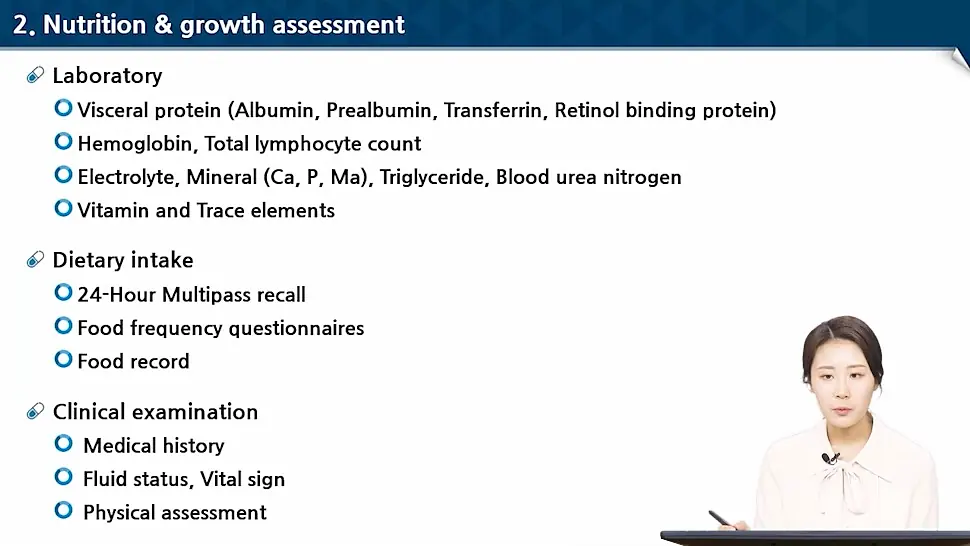 2. Nutrition & growth assessment
Laboratory
Visceral protein (Albumin, Prealbumin, Transferrin, Retinol binding protein)
Hemoglobin, Total lymphocyte count
Electrolyte, Mineral (Ca, P, Ma), Triglyceride, Blood urea nitrogen
Vitamin and Trace elements
Dietary intake
24-Hour Multipass recall
Food frequency questionnaires
Food record
Clinical examination
Medical history
Fluid status, Vital sign
Physical assessment